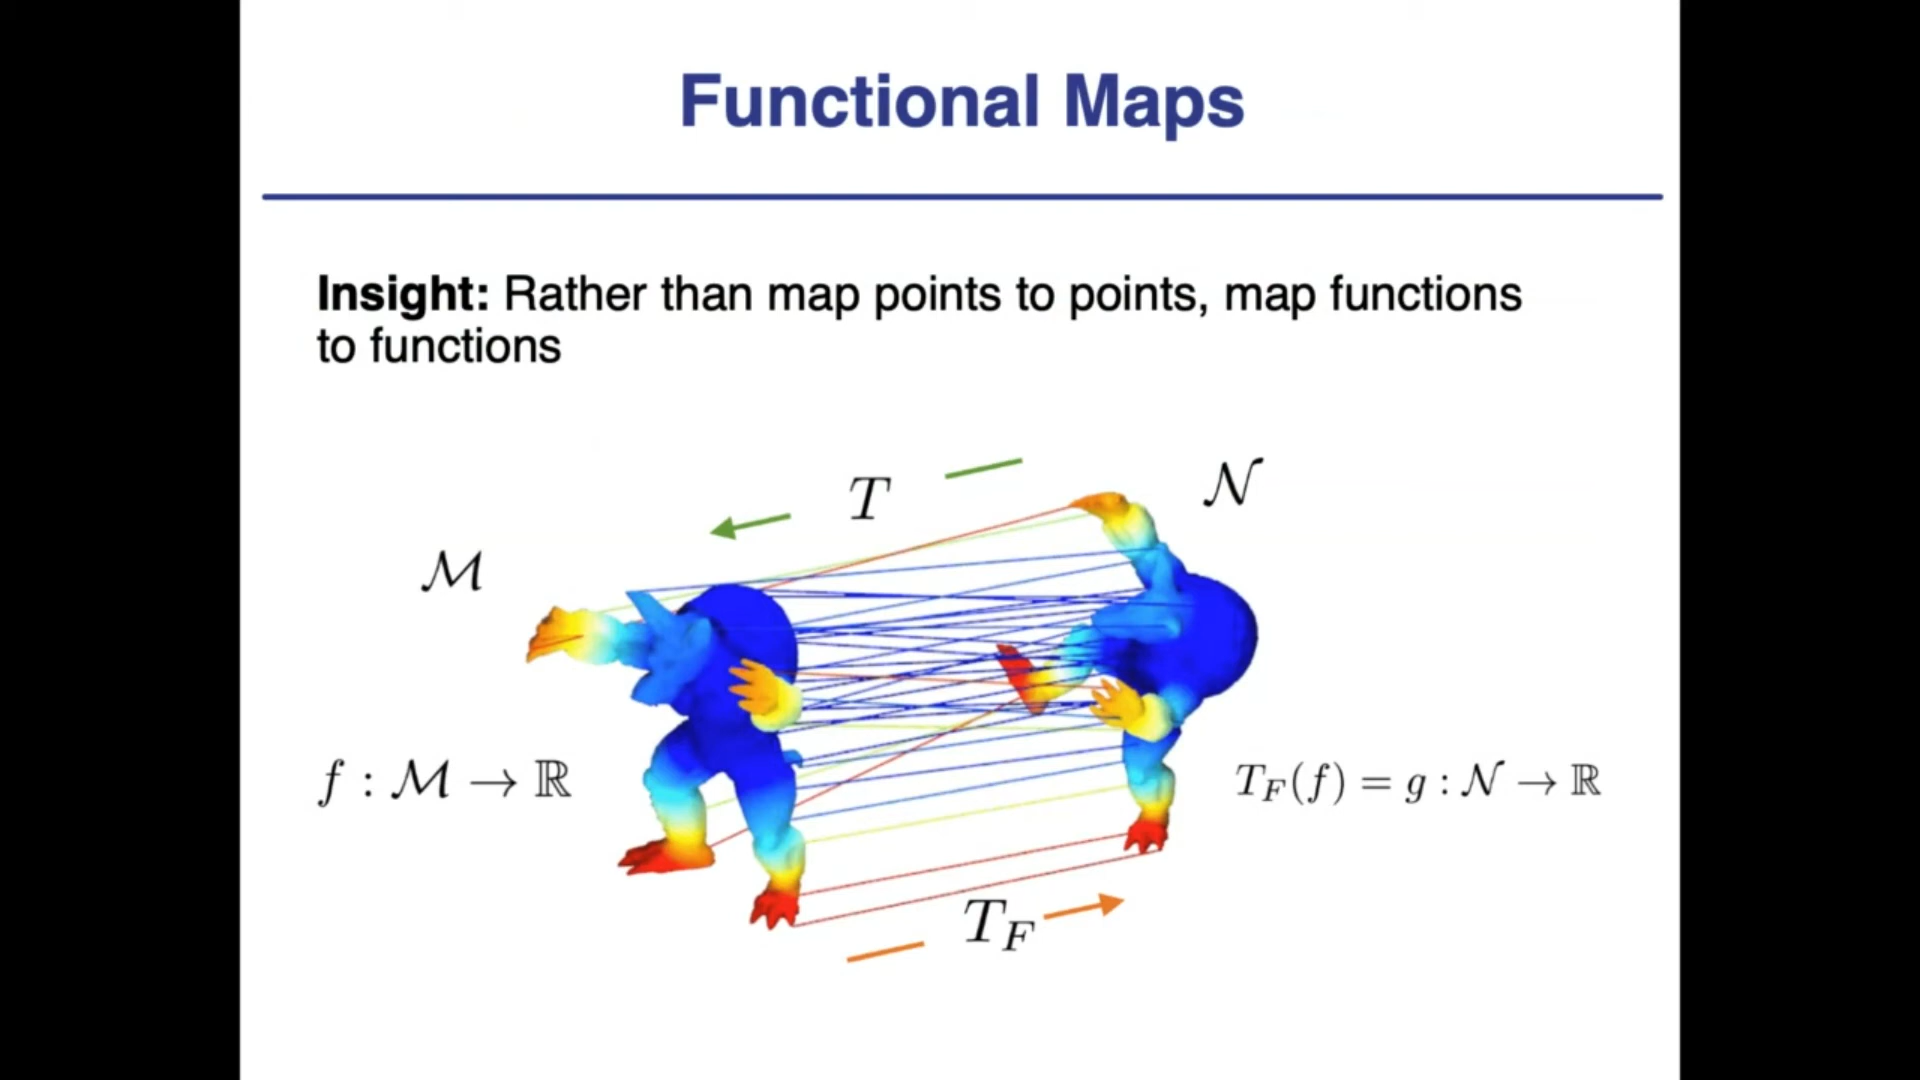 Functional Maps
Insight: Rather than map points to points, map functions
to functions
T
𝒩
ℳ
f : ℳ → ℝ
T_F(f) = g : 𝒩 → ℝ
T_F